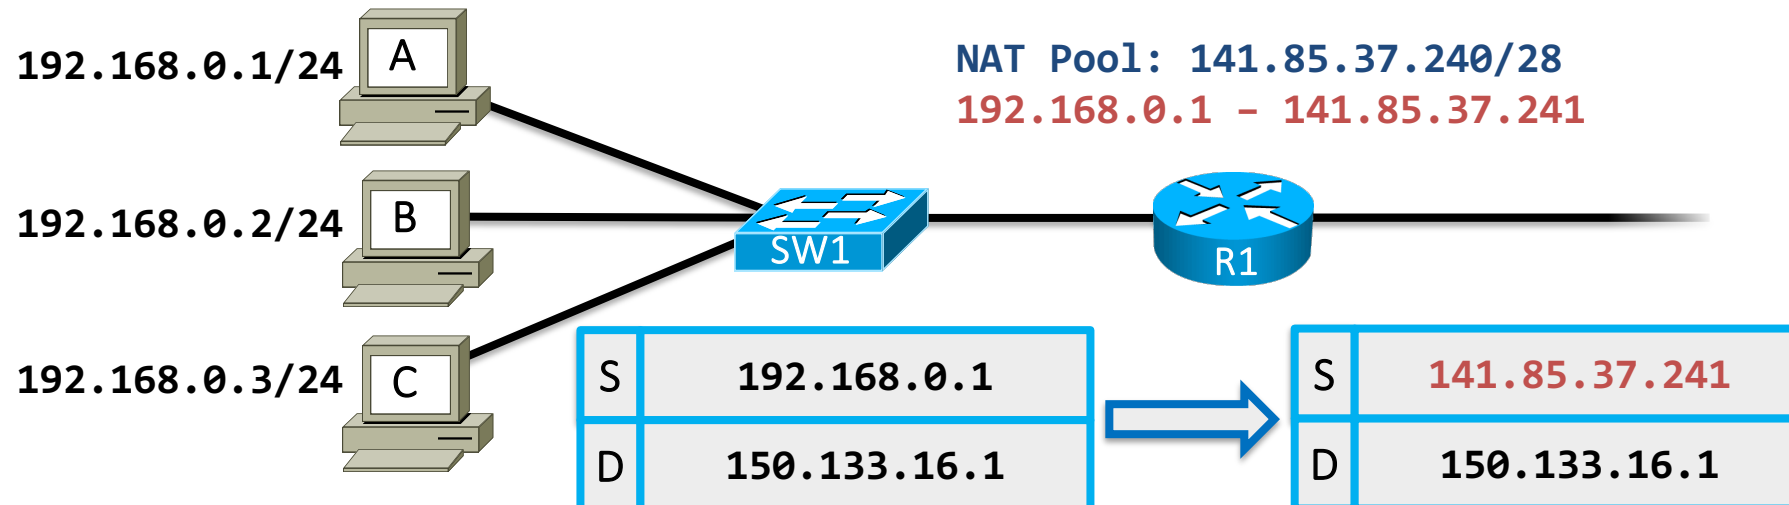 192.168.0.1/24
A
NAT Pool: 141.85.37.240/28
192.168.0.1 – 141.85.37.241
192.168.0.2/24
B
SW1
R1
192.168.0.3/24
C
S
192.168.0.1
D
150.133.16.1
S
141.85.37.241
D
150.133.16.1